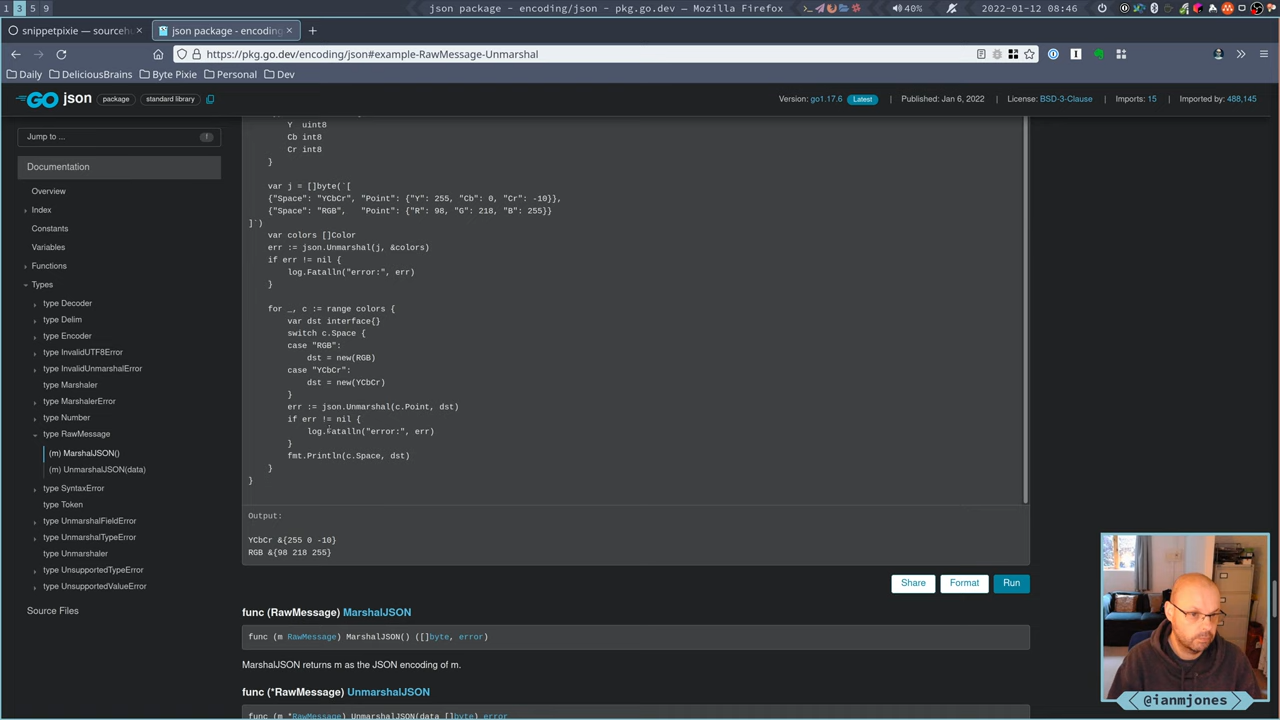 1 3 5 9
json package - encoding/json - pkg.go.dev — Mozilla Firefox
40%
2022-01-12 08:46
snippetpixie — sourcehu
json package - encoding
https://pkg.go.dev/encoding/json#example-RawMessage-Unmarshal
Daily DeliciousBrains Byte Pixie Personal Dev
GO json package standard library
Version: go1.17.6 Latest | Published: Jan 6, 2022 | License: BSD-3-Clause | Imports: 15 | Imported by: 488,145
Jump to ...
Documentation
Overview
Index
Constants
Variables
Functions
Types
type Decoder
type Delim
type Encoder
type InvalidUTF8Error
type InvalidUnmarshalError
type Marshaler
type MarshalerError
type Number
type RawMessage
(m) MarshalJSON()
(m) UnmarshalJSON(data)
type SyntaxError
type Token
type UnmarshalFieldError
type UnmarshalTypeError
type Unmarshaler
type UnsupportedTypeError
type UnsupportedValueError
Source Files
Y uint8
Cb int8
Cr int8
}
var j = []byte(`[
{"Space": "YCbCr", "Point": {"Y": 255, "Cb": 0, "Cr": -10}},
{"Space": "RGB", "Point": {"R": 98, "G": 218, "B": 255}}
]`)
var colors []Color
err := json.Unmarshal(j, &colors)
if err != nil {
log.Fatalln("error:", err)
}
for _, c := range colors {
var dst interface{}
switch c.Space {
case "RGB":
dst = new(RGB)
case "YCbCr":
dst = new(YCbCr)
}
err := json.Unmarshal(c.Point, dst)
if err != nil {
log.Fatalln("error:", err)
}
fmt.Println(c.Space, dst)
}
}
Output:
YCbCr &{255 0 -10}
RGB &{98 218 255}
Share Format Run
func (RawMessage) MarshalJSON
func (m RawMessage) MarshalJSON() ([]byte, error)
MarshalJSON returns m as the JSON encoding of m.
func (*RawMessage) UnmarshalJSON
func (m *RawMessage) UnmarshalJSON(data []byte) error
@ianmjones